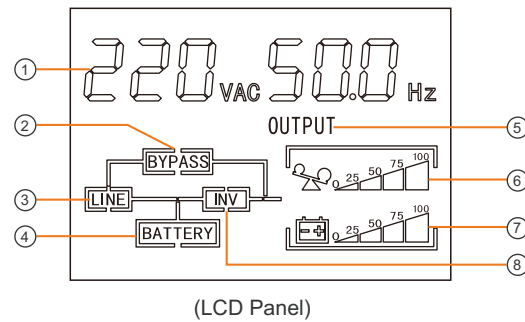 1 220 VAC 50.0 Hz
OUTPUT 5
2
BYPASS
0 25 50 75 100
6
3 LINE INV
4 BATTERY
- + 0 25 50 75 100
7
8
(LCD Panel)